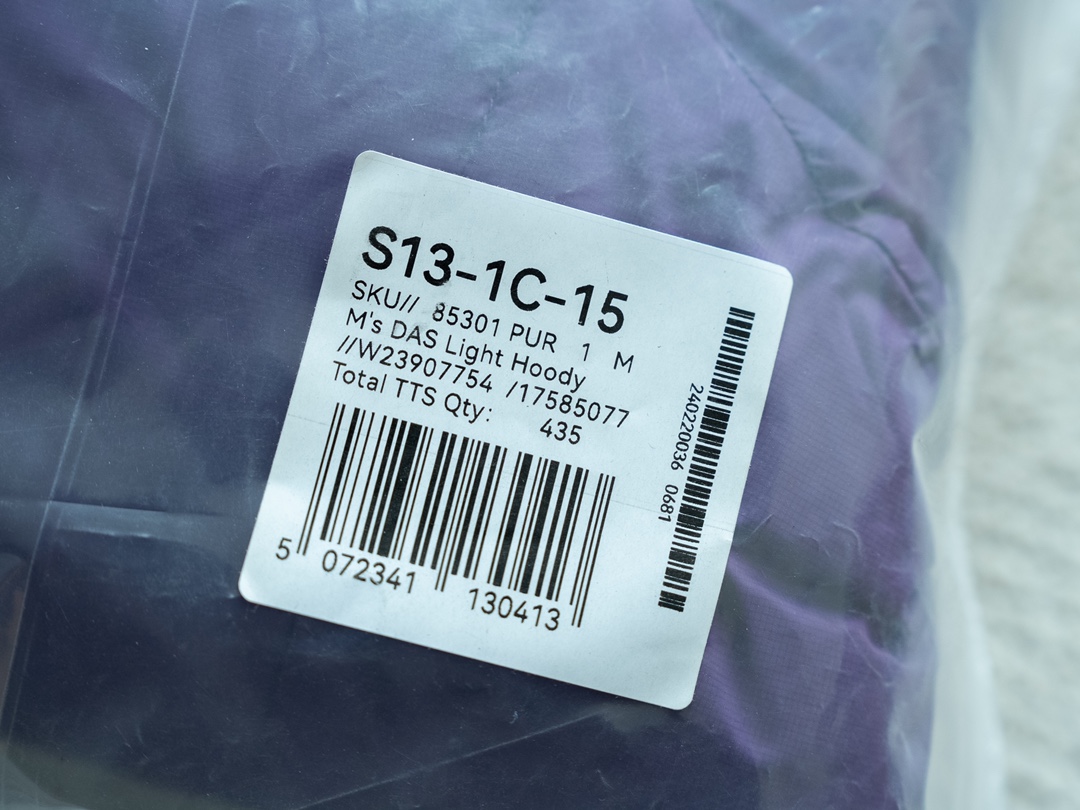 S13-1C-15
SKU// 85301 PUR 1 M
M's DAS Light Hoody
//W23907754 /17585077
Total TTS Qty: 435
5 072341 130413
240220036 0681